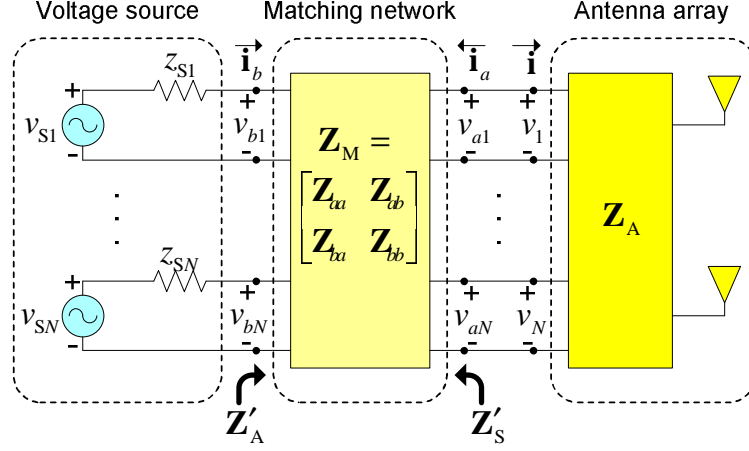 Voltage source Matching network Antenna array
z_S1 i_b i_a i
+ + + +
v_S1 v_b1 Z_M = v_a1 v_1
- - - -
[Z_aa Z_ab
Z_ba Z_bb]
Z_A
z_SN
+ + + +
v_SN v_bN v_aN v_N
- - - -
Z′_A Z′_S